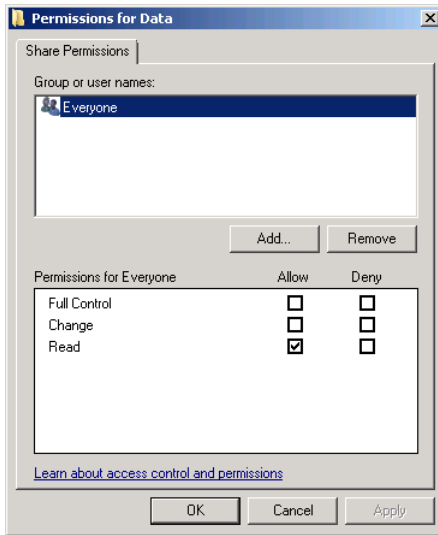 Permissions for Data
Share Permissions
Group or user names:
Everyone
Add... Remove
Permissions for Everyone Allow Deny
Full Control
Change
Read
Learn about access control and permissions
OK Cancel Apply